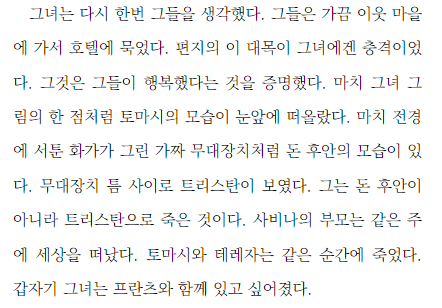 그녀는 다시 한번 그들을 생각했다. 그들은 가끔 이웃 마을
에 가서 호텔에 묵었다. 편지의 이 대목이 그녀에겐 충격이었
다. 그것은 그들이 행복했다는 것을 증명했다. 마치 그녀 그
림의 한 점처럼 토마시의 모습이 눈앞에 떠올랐다. 마치 전경
에 서툰 화가가 그린 가짜 무대장치처럼 돈 후안의 모습이 있
다. 무대장치 틈 사이로 트리스탄이 보였다. 그는 돈 후안이
아니라 트리스탄으로 죽은 것이다. 사비나의 부모는 같은 주
에 세상을 떠났다. 토마시와 테레자는 같은 순간에 죽었다.
갑자기 그녀는 프란츠와 함께 있고 싶어졌다.